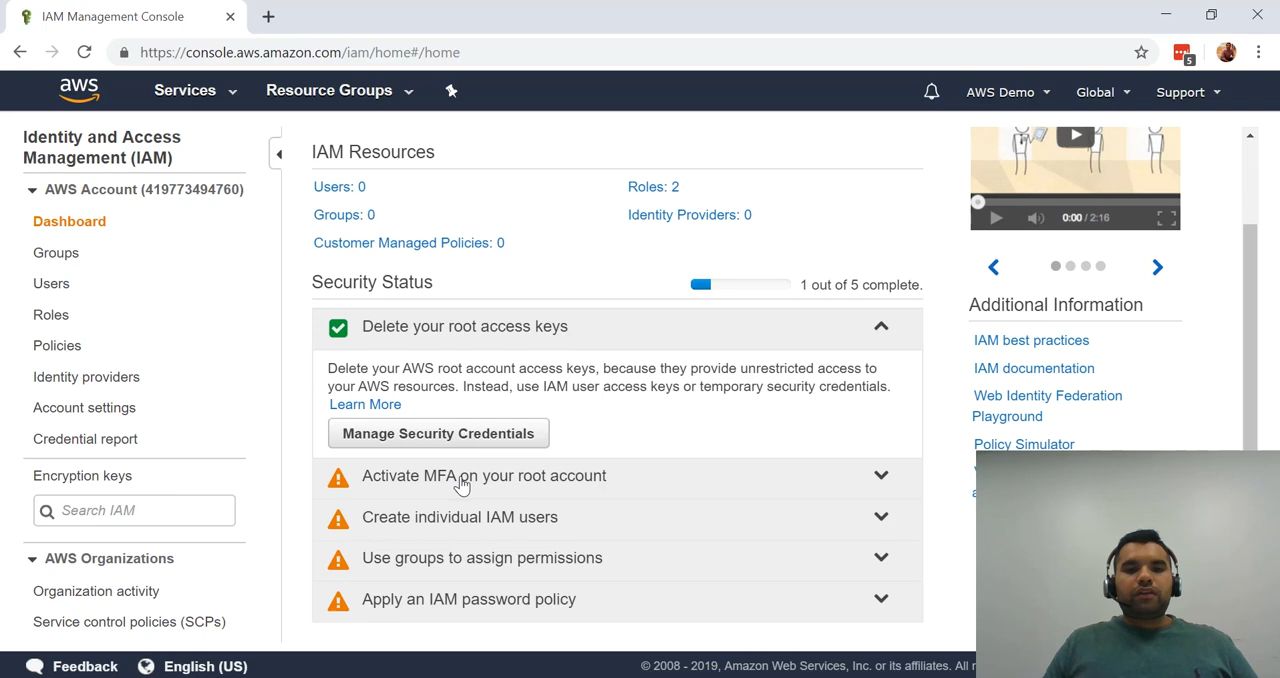 IAM Management Console
https://console.aws.amazon.com/iam/home#/home
5
aws
Services
Resource Groups
AWS Demo
Global
Support
Identity and Access
Management (IAM)
AWS Account (419773494760)
Dashboard
Groups
Users
Roles
Policies
Identity providers
Account settings
Credential report
Encryption keys
Search IAM
AWS Organizations
Organization activity
Service control policies (SCPs)
IAM Resources
Users: 0
Roles: 2
Groups: 0
Identity Providers: 0
Customer Managed Policies: 0
Security Status
1 out of 5 complete.
Delete your root access keys
Delete your AWS root account access keys, because they provide unrestricted access to
your AWS resources. Instead, use IAM user access keys or temporary security credentials.
Learn More
Manage Security Credentials
Activate MFA on your root account
Create individual IAM users
Use groups to assign permissions
Apply an IAM password policy
0:00 / 2:16
Additional Information
IAM best practices
IAM documentation
Web Identity Federation
Playground
Policy Simulator
Feedback
English (US)
© 2008 - 2019, Amazon Web Services, Inc. or its affiliates. All